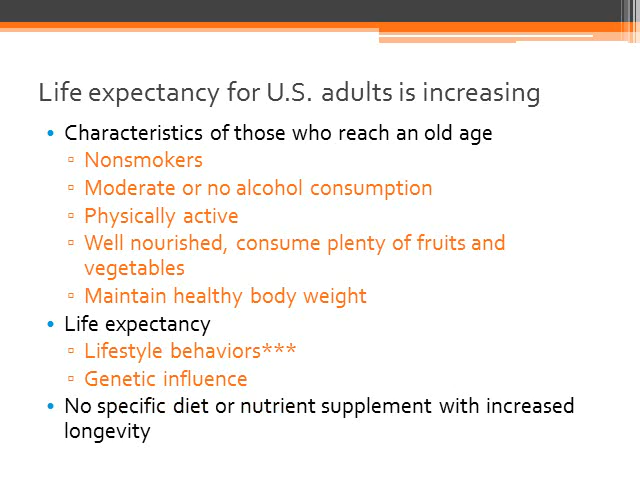 Life expectancy for U.S. adults is increasing
• Characteristics of those who reach an old age
▫ Nonsmokers
▫ Moderate or no alcohol consumption
▫ Physically active
▫ Well nourished, consume plenty of fruits and
vegetables
▫ Maintain healthy body weight
• Life expectancy
▫ Lifestyle behaviors***
▫ Genetic influence
• No specific diet or nutrient supplement with increased
longevity